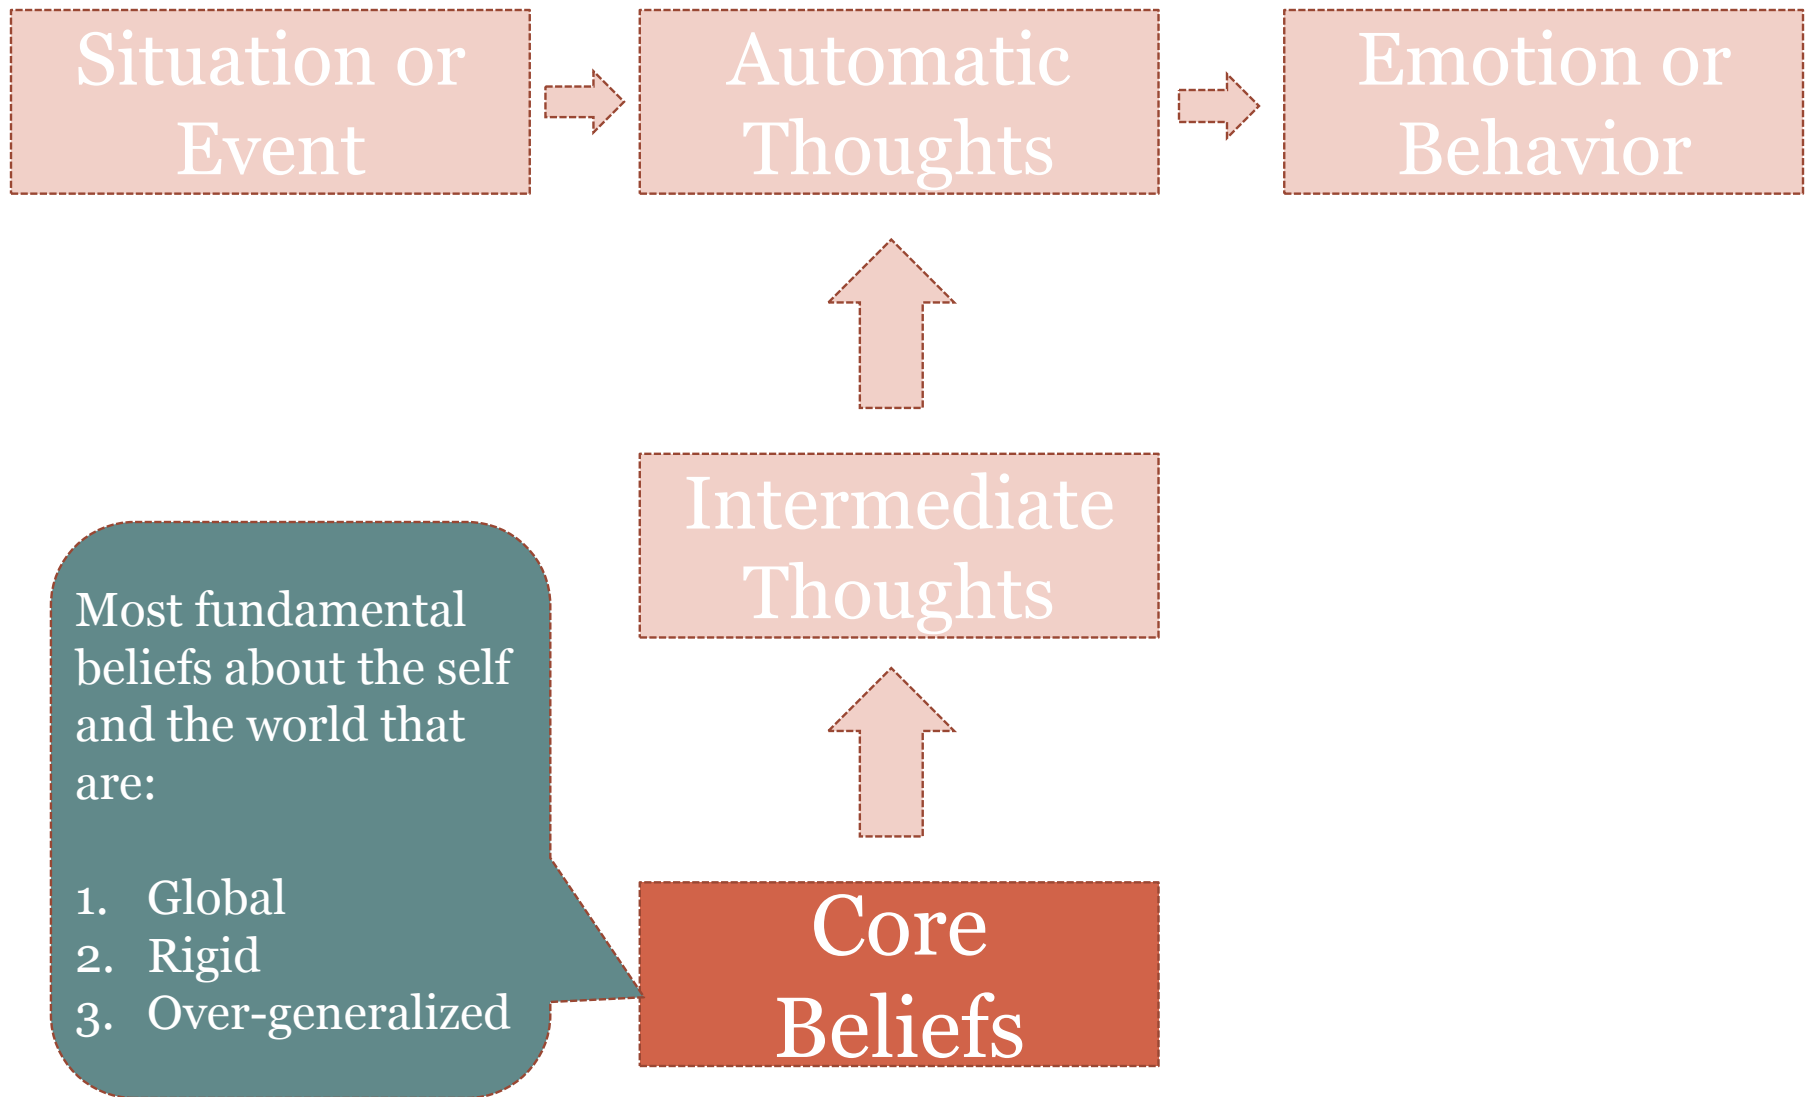 Situation or
Event
Automatic
Thoughts
Emotion or
Behavior
Intermediate
Thoughts
Most fundamental
beliefs about the self
and the world that
are:
1. Global
2. Rigid
3. Over-generalized
Core
Beliefs